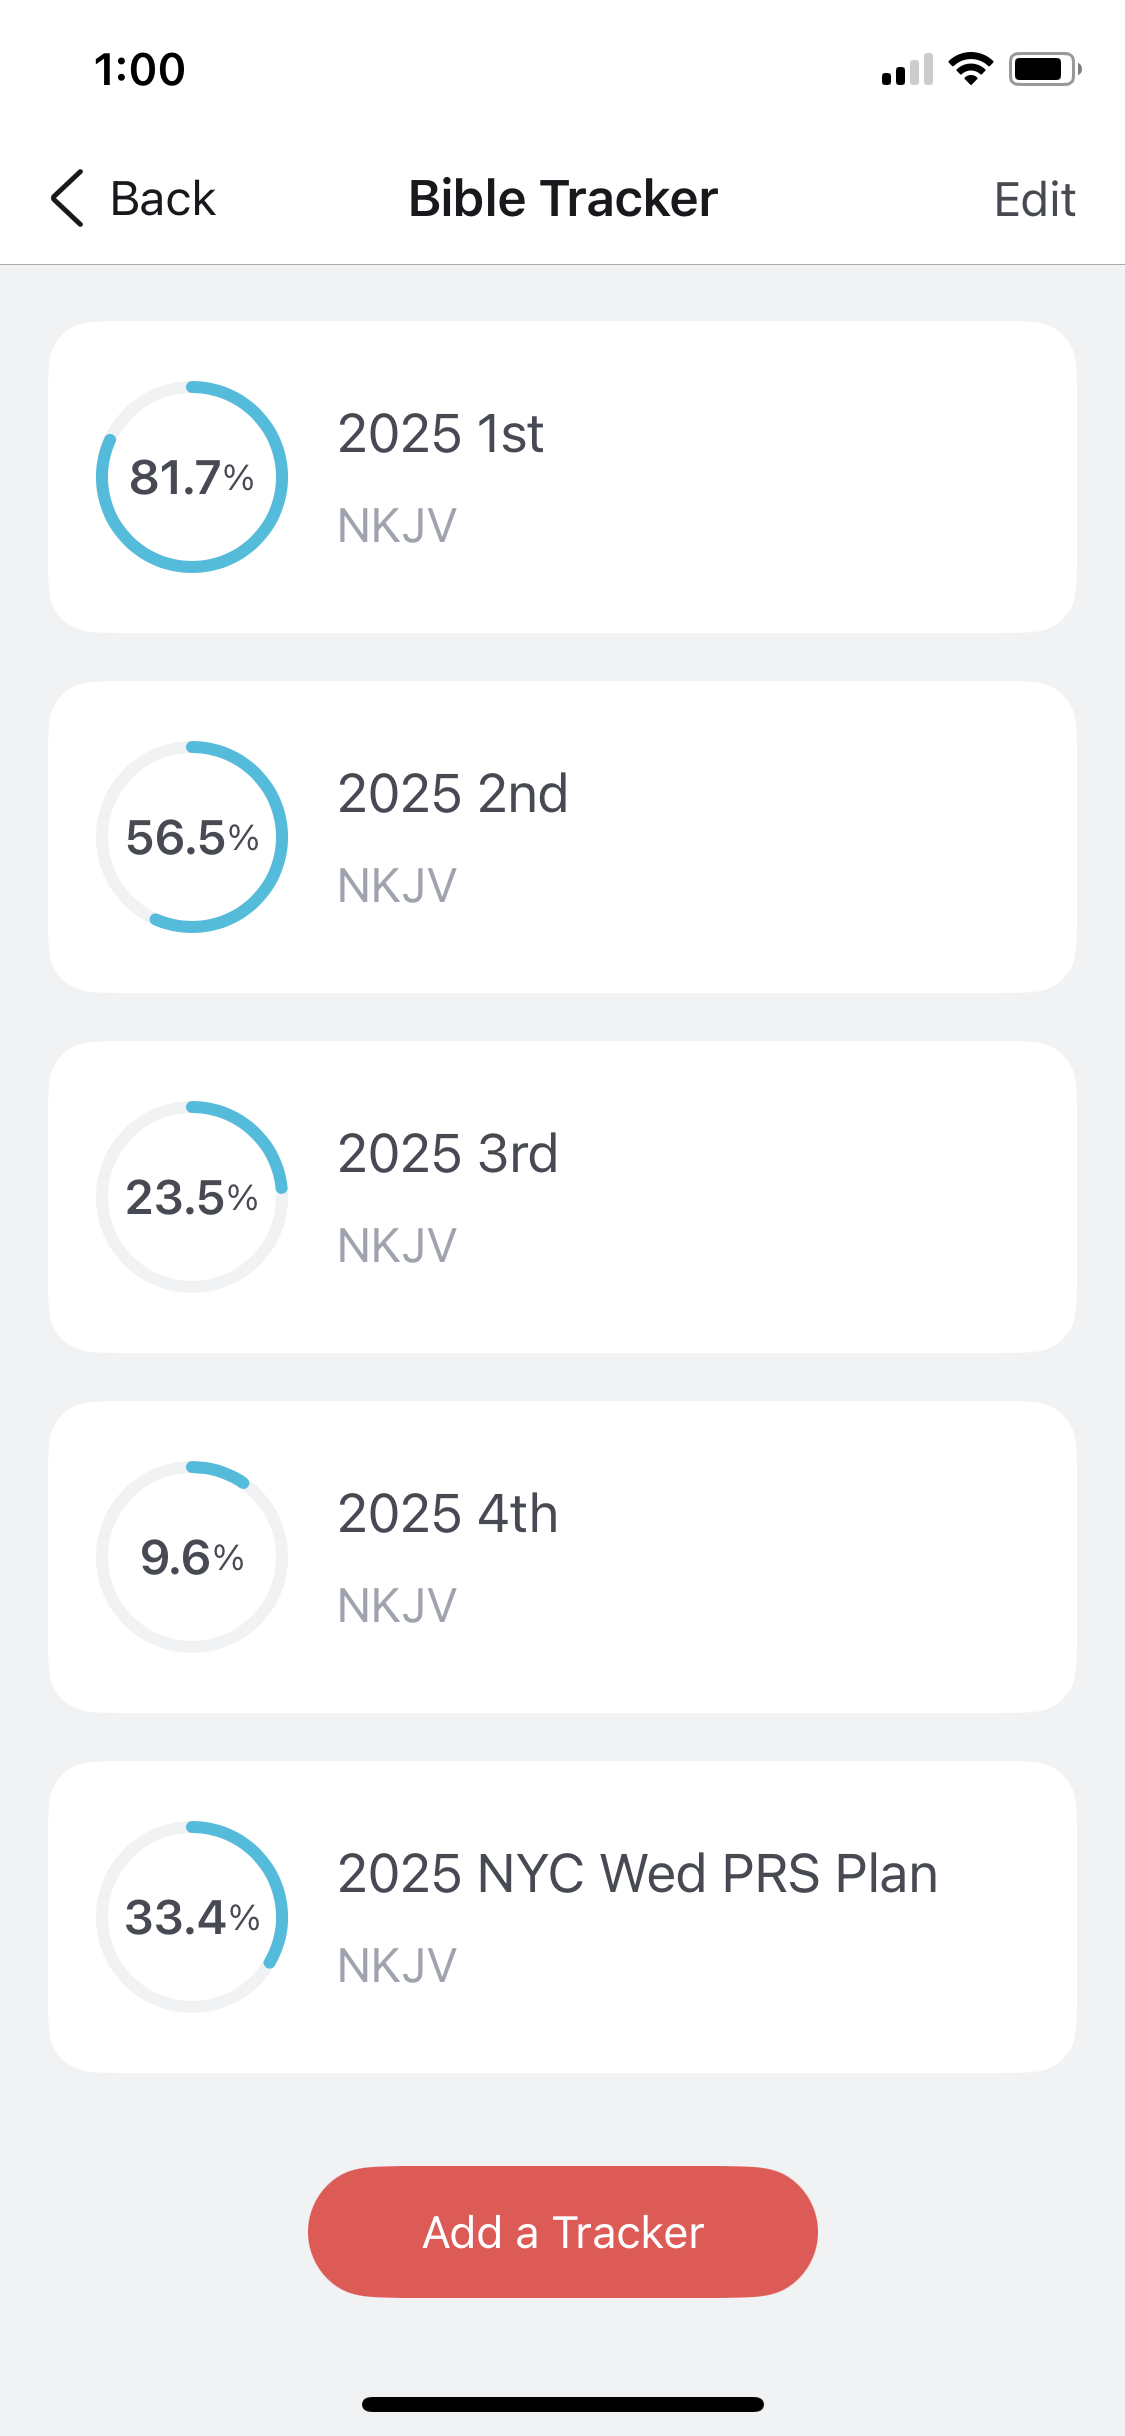 1:00
Back
Bible Tracker
Edit
81.7%
2025 1st
NKJV
56.5%
2025 2nd
NKJV
23.5%
2025 3rd
NKJV
9.6%
2025 4th
NKJV
33.4%
2025 NYC Wed PRS Plan
NKJV
Add a Tracker